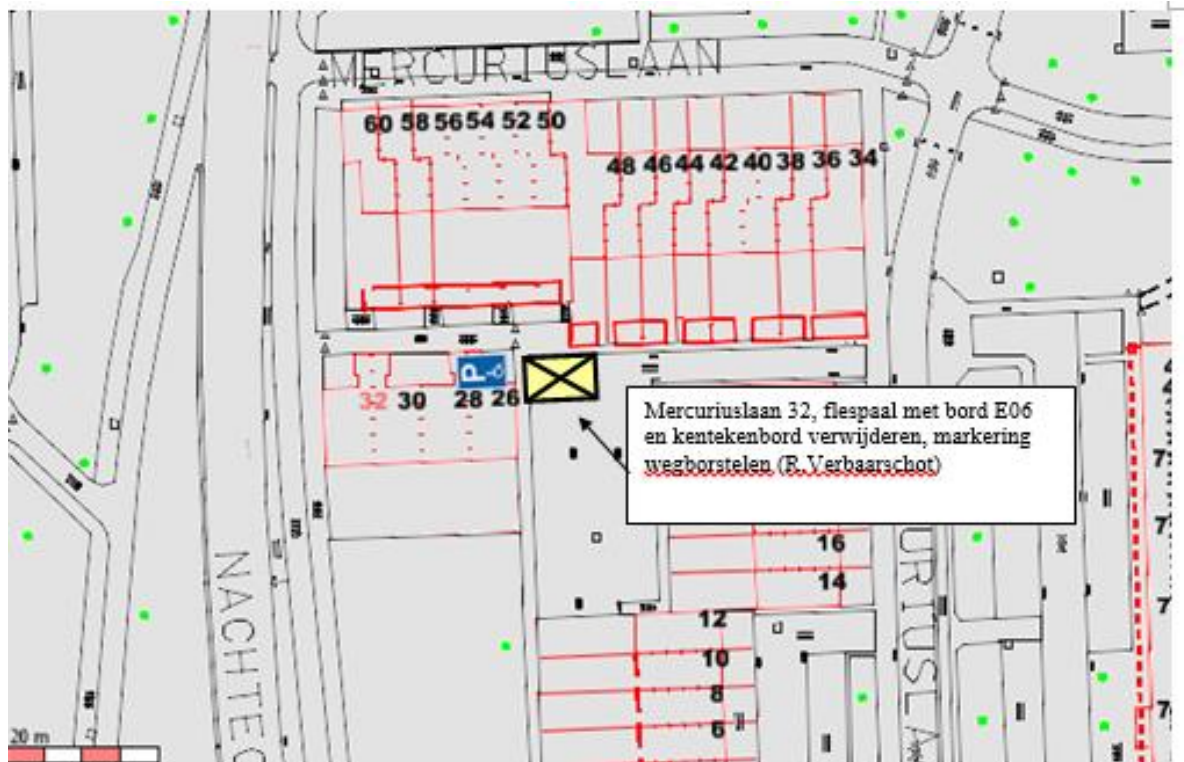 MERCURIUSLAAN
60 58 56 54 52 50
48 46 44 42 40 38 36 34
P
32 30 28 26
Mercuriuslaan 32, flespaal met bord E06
en kentekenbord verwijderen, markering
wegborstelen (R.Verbaarschot)
16
14
12
10
8
6
NACHTEG
URIUSLA
20 m